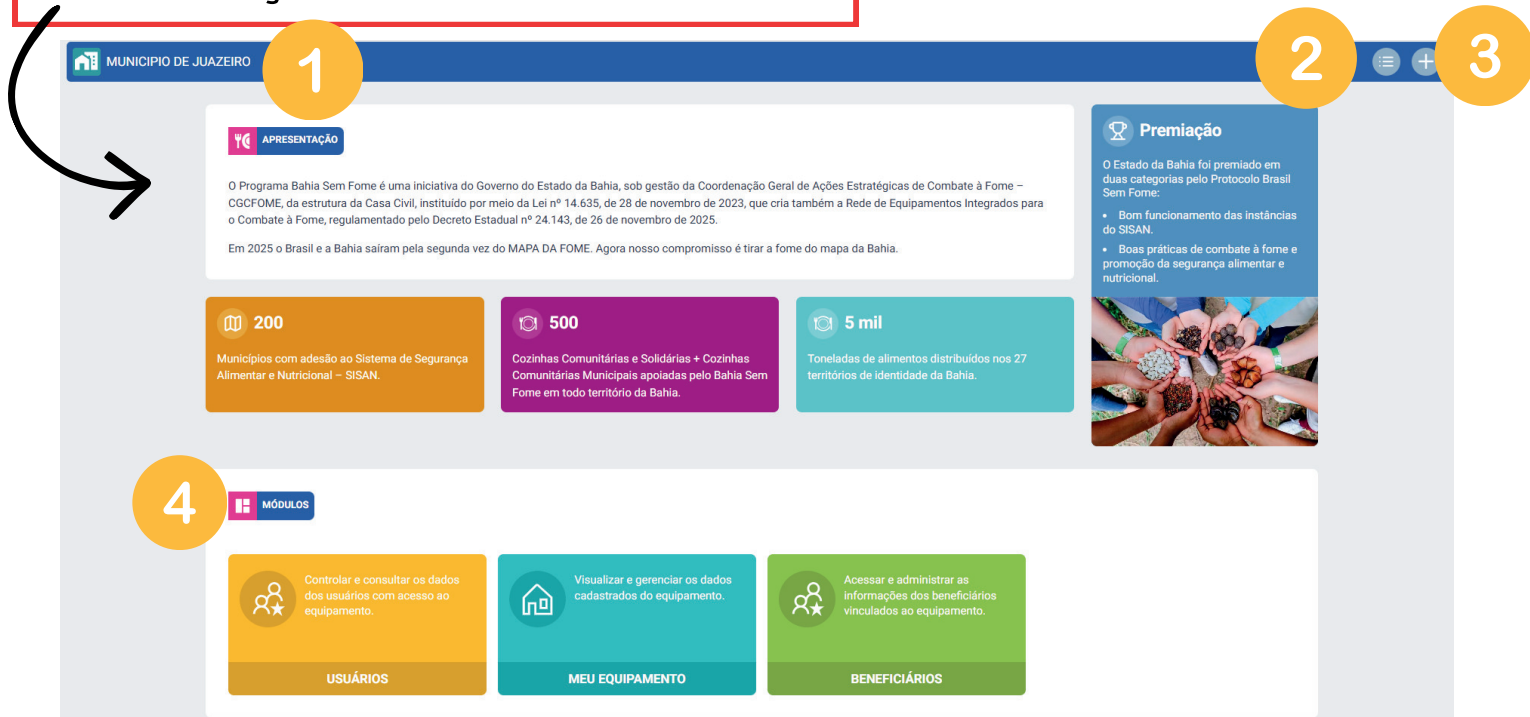 MUNICIPIO DE JUAZEIRO
1
2
3
APRESENTAÇÃO
O Programa Bahia Sem Fome é uma iniciativa do Governo do Estado da Bahia, sob gestão da Coordenação Geral de Ações Estratégicas de Combate à Fome –
CGCFOME, da estrutura da Casa Civil, instituído por meio da Lei nº 14.635, de 28 de novembro de 2023, que cria também a Rede de Equipamentos Integrados para
o Combate à Fome, regulamentado pelo Decreto Estadual nº 24.143, de 26 de novembro de 2025.
Em 2025 o Brasil e a Bahia saíram pela segunda vez do MAPA DA FOME. Agora nosso compromisso é tirar a fome do mapa da Bahia.
Premiação
O Estado da Bahia foi premiado em
duas categorias pelo Protocolo Brasil
Sem Fome:
• Bom funcionamento das instâncias
do SISAN.
• Boas práticas de combate à fome e
promoção da segurança alimentar e
nutricional.
200
Municípios com adesão ao Sistema de Segurança
Alimentar e Nutricional – SISAN.
500
Cozinhas Comunitárias e Solidárias + Cozinhas
Comunitárias Municipais apoiadas pelo Bahia Sem
Fome em todo território da Bahia.
5 mil
Toneladas de alimentos distribuídos nos 27
territórios de identidade da Bahia.
4
MÓDULOS
Controlar e consultar os dados
dos usuários com acesso ao
equipamento.
USUÁRIOS
Visualizar e gerenciar os dados
cadastrados do equipamento.
MEU EQUIPAMENTO
Acessar e administrar as
informações dos beneficiários
vinculados ao equipamento.
BENEFICIÁRIOS